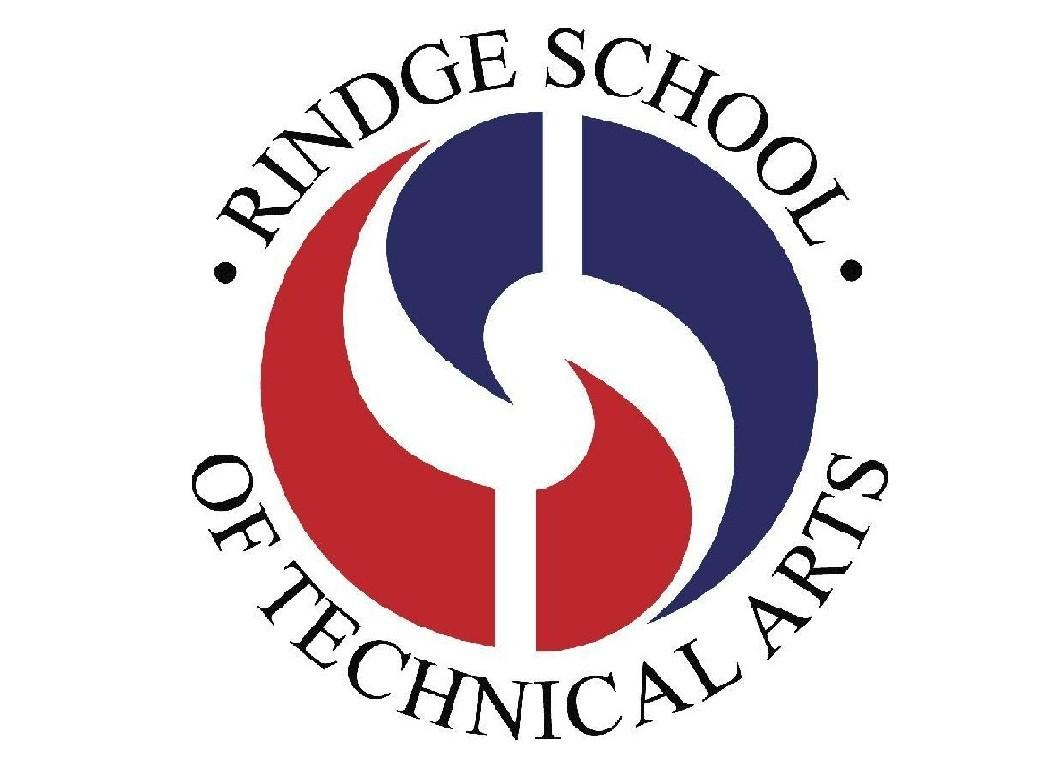 • RINDGE SCHOOL •
OF TECHNICAL ARTS